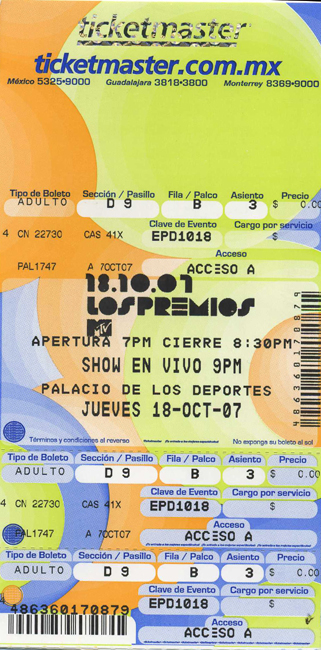 ticketmaster
ticketmaster.com.mx
México 5325•9000 Guadalajara 3818•3800 Monterrey 8369•9000
Tipo de Boleto Sección / Pasillo Fila / Palco Asiento Precio
ADULTO D 9 B 3 $ 0.00
Clave de Evento Cargo por servicio
4 CN 22730 CAS 41X EPD1018 $
Acceso
PAL1747 A 7OCT07 ACCESO A
18.10.07
LOS PREMIOS
MTV
APERTURA 7PM CIERRE 8:30PM
SHOW EN VIVO 9PM
PALACIO DE LOS DEPORTES
JUEVES 18-OCT-07
486360170879
Términos y condiciones al reverso No exponga su boleto al sol
Tipo de Boleto Sección / Pasillo Fila / Palco Asiento Precio
ADULTO D 9 B 3 $ 0.00
Clave de Evento Cargo por servicio
4 CN 22730 CAS 41X EPD1018 $
Acceso
PAL1747 A 7OCT07 ACCESO A
Tipo de Boleto Sección / Pasillo Fila / Palco Asiento Precio
ADULTO D 9 B 3 $ 0.00
Clave de Evento Cargo por servicio
EPD1018 $
486360170879
Acceso
ACCESO A